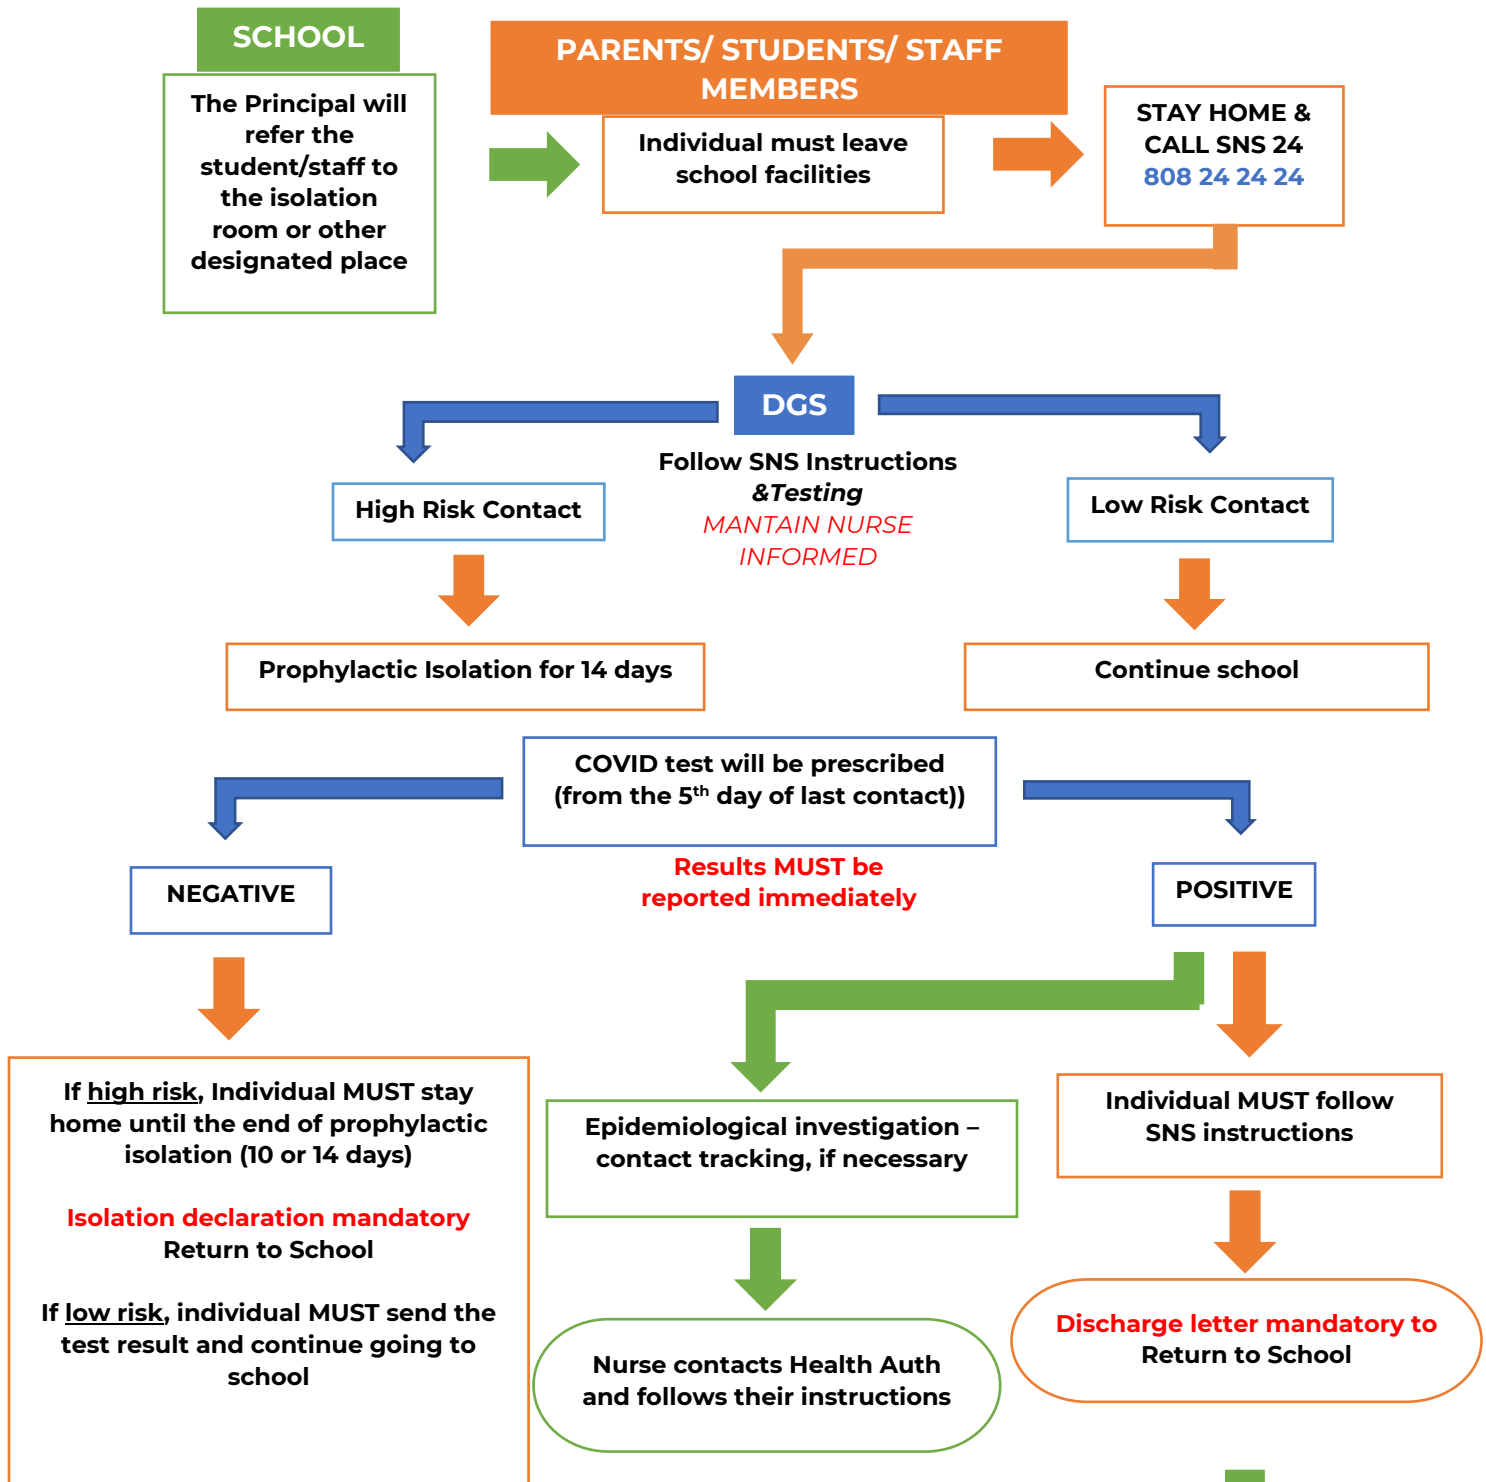 SCHOOL
The Principal will
refer the
student/staff to
the isolation
room or other
designated place
PARENTS/ STUDENTS/ STAFF
MEMBERS
Individual must leave
school facilities
STAY HOME &
CALL SNS 24
808 24 24 24
DGS
Follow SNS Instructions
&Testing
MANTAIN NURSE
INFORMED
High Risk Contact
Low Risk Contact
Prophylactic Isolation for 14 days
Continue school
COVID test will be prescribed
(from the 5th day of last contact))
Results MUST be
reported immediately
NEGATIVE
POSITIVE
If high risk, Individual MUST stay
home until the end of prophylactic
isolation (10 or 14 days)
Isolation declaration mandatory
Return to School
If low risk, individual MUST send the
test result and continue going to
school
Epidemiological investigation –
contact tracking, if necessary
Nurse contacts Health Auth
and follows their instructions
Individual MUST follow
SNS instructions
Discharge letter mandatory to
Return to School